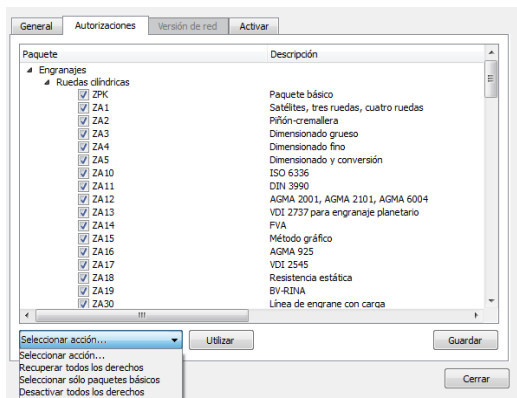 General Autorizaciones Versión de red Activar
Paquete Descripción
Engranajes
Ruedas cilíndricas
ZPK Paquete básico
ZA1 Satélites, tres ruedas, cuatro ruedas
ZA2 Piñón-cremallera
ZA3 Dimensionado grueso
ZA4 Dimensionado fino
ZA5 Dimensionado y conversión
ZA10 ISO 6336
ZA11 DIN 3990
ZA12 AGMA 2001, AGMA 2101, AGMA 6004
ZA13 VDI 2737 para engranaje planetario
ZA14 FVA
ZA15 Método gráfico
ZA16 AGMA 925
ZA17 VDI 2545
ZA18 Resistencia estática
ZA19 BV-RINA
ZA30 Línea de engrane con carga
Seleccionar acción... Utilizar Guardar
Seleccionar acción...
Recuperar todos los derechos
Seleccionar sólo paquetes básicos
Desactivar todos los derechos
Cerrar